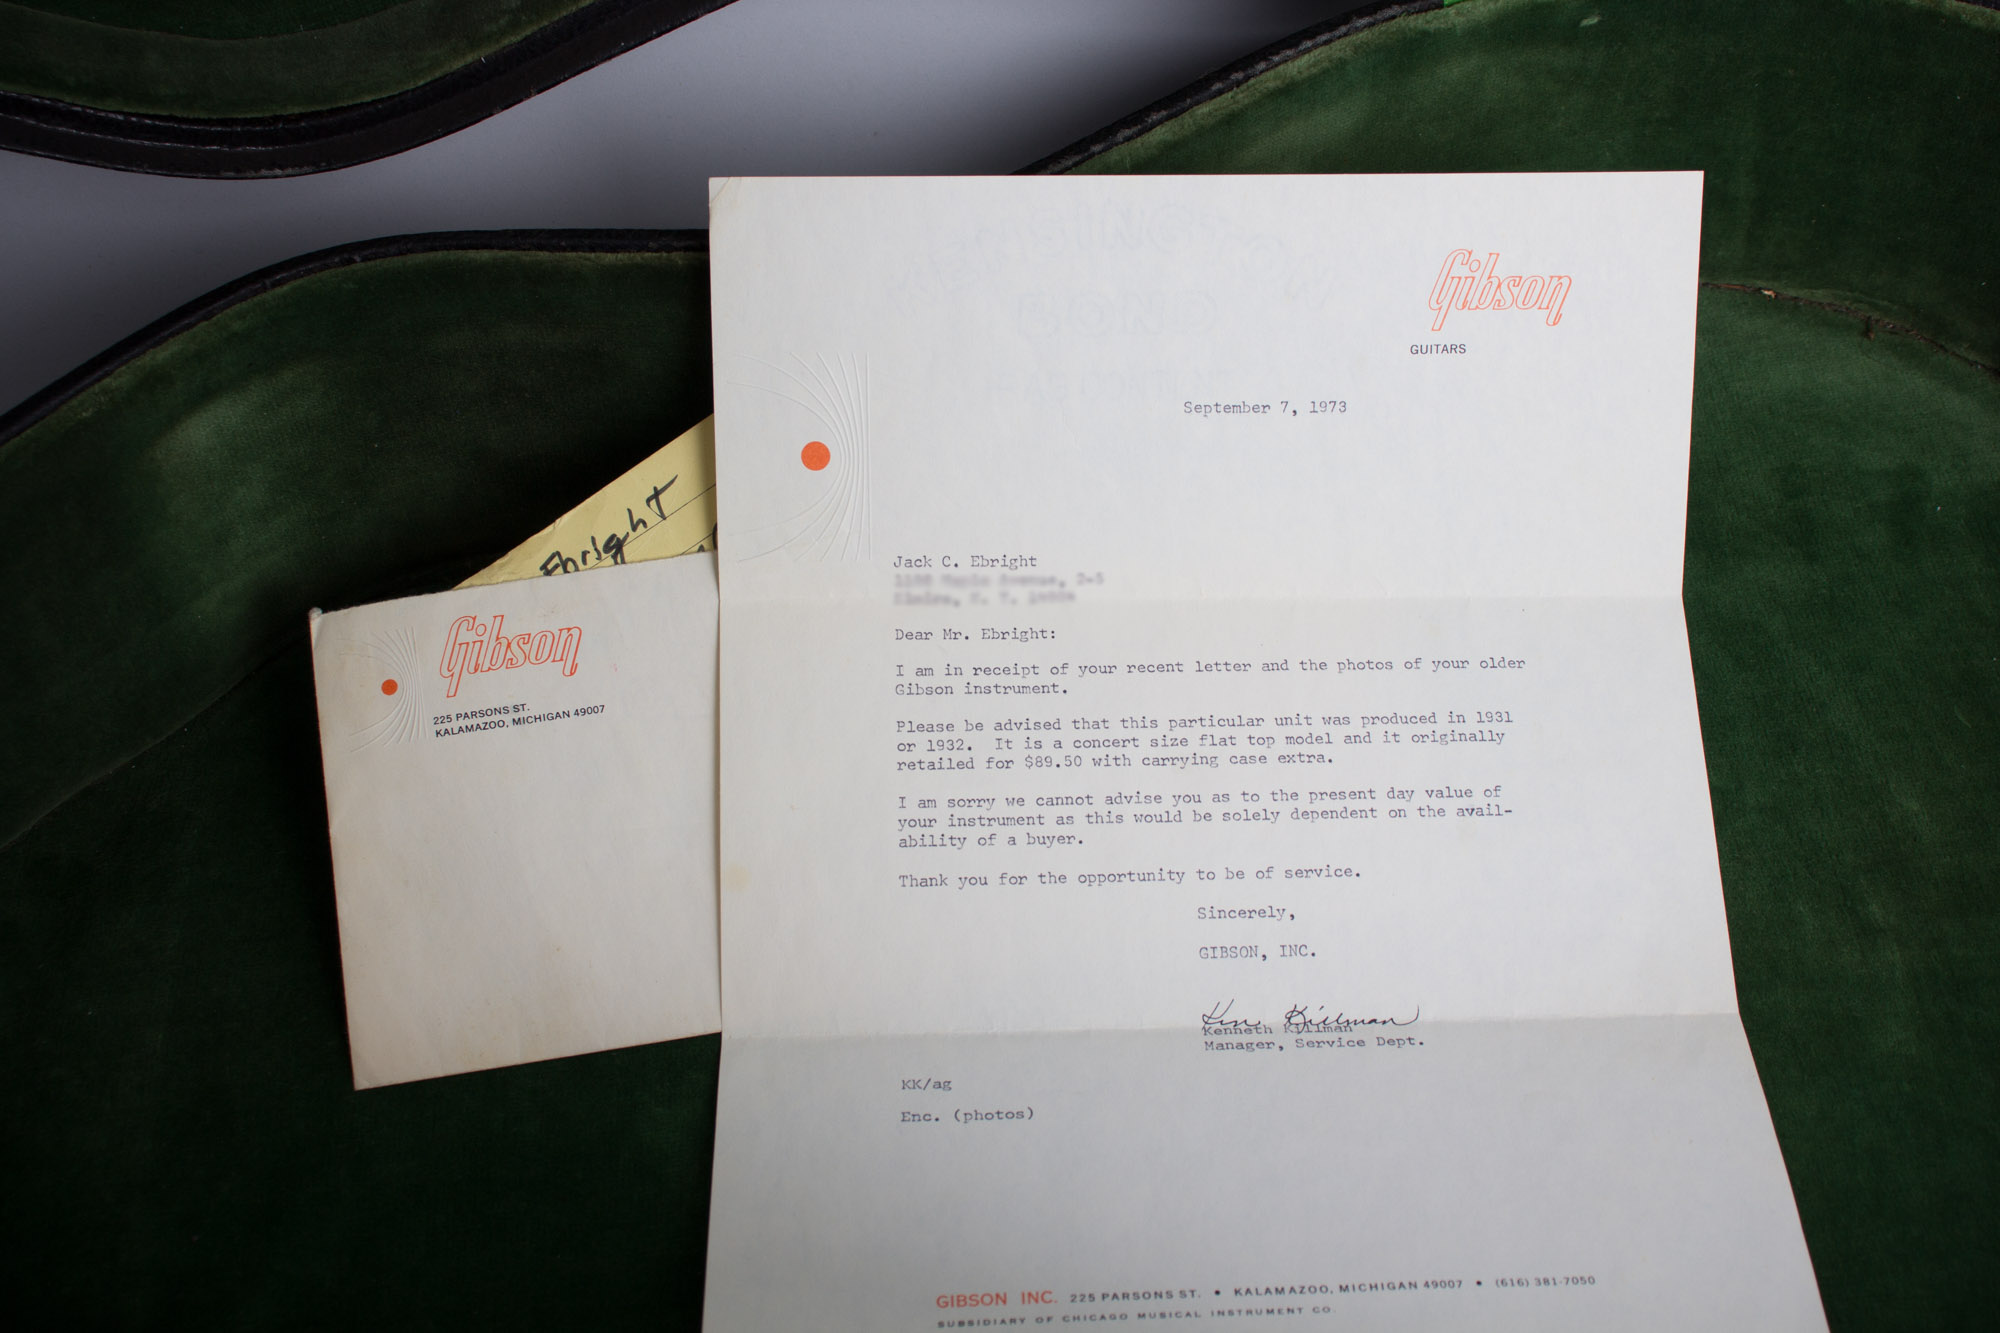 Gibson
GUITARS
September 7, 1973
Jack C. Ebright
Dear Mr. Ebright:
I am in receipt of your recent letter and the photos of your older
Gibson instrument.
Please be advised that this particular unit was produced in 1931
or 1932.  It is a concert size flat top model and it originally
retailed for $89.50 with carrying case extra.
I am sorry we cannot advise you as to the present day value of
your instrument as this would be solely dependent on the avail-
ability of a buyer.
Thank you for the opportunity to be of service.
Sincerely,
GIBSON, INC.
Ken Killman
Kenneth Killman
Manager, Service Dept.
KK/ag
Enc. (photos)
GIBSON INC. 225 PARSONS ST. • KALAMAZOO, MICHIGAN 49007 • (616) 381-7050
SUBSIDIARY OF CHICAGO MUSICAL INSTRUMENT CO.
Ebright
Gibson
225 PARSONS ST.
KALAMAZOO, MICHIGAN 49007